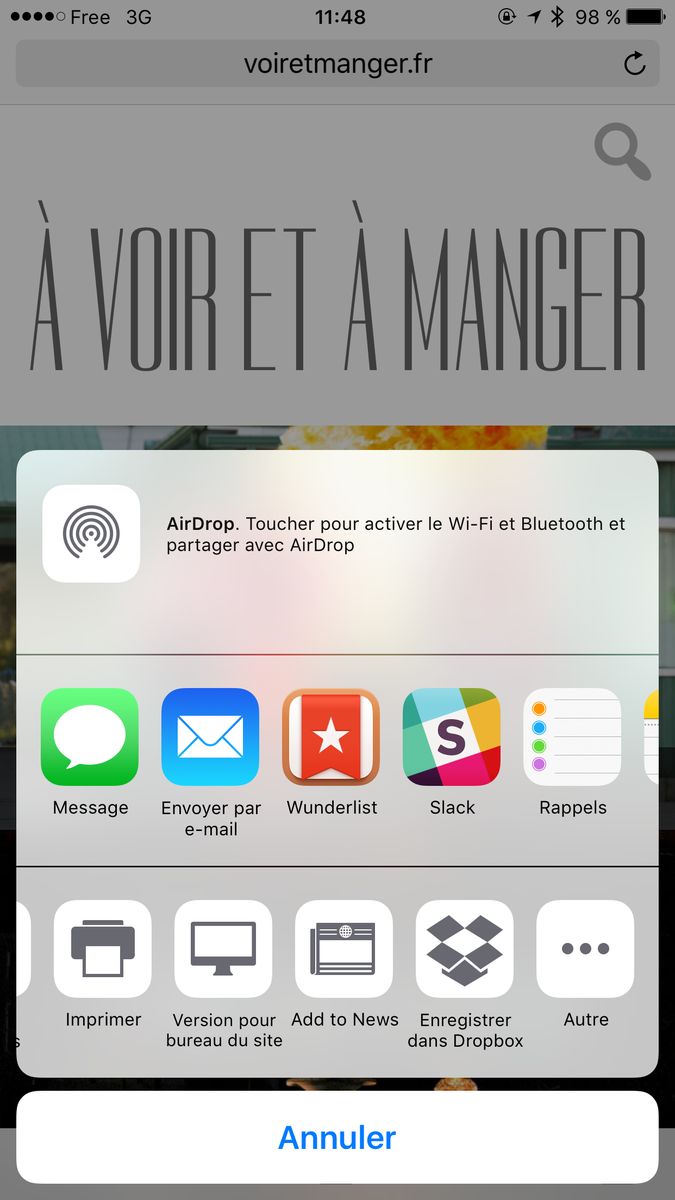 Free 3G 11:48 98 %
voiretmanger.fr
À VOIR ET À MANGER
AirDrop. Toucher pour activer le Wi-Fi et Bluetooth et
partager avec AirDrop
S
Message Envoyer par Wunderlist Slack Rappels
e-mail
Imprimer Version pour Add to News Enregistrer Autre
s bureau du site dans Dropbox
Annuler